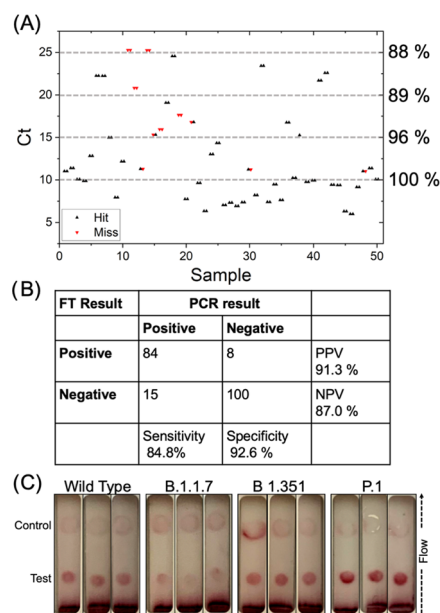 (A)
25
20
15
10
5
Ct
88 %
89 %
96 %
100 %
Hit
Miss
0 10 20 30 40 50
Sample
(B)
FT Result PCR result
Positive Negative
Positive 84 8 PPV
91.3 %
Negative 15 100 NPV
87.0 %
Sensitivity Specificity
84.8% 92.6 %
(C)
Wild Type B.1.1.7 B 1.351 P.1
Control
Test
Flow